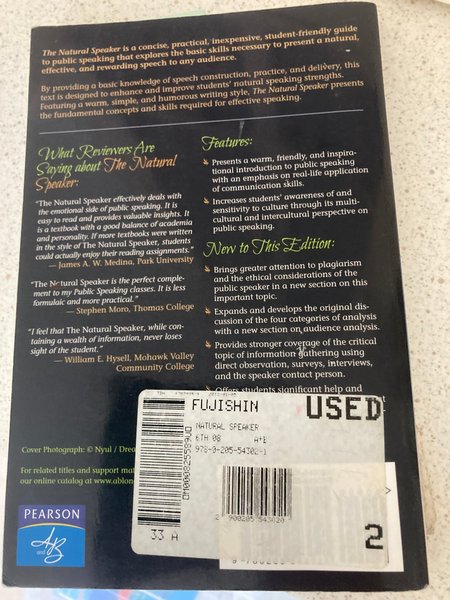 The Natural Speaker is a concise, practical, inexpensive, student-friendly guide
to public speaking that explores the basic skills necessary to present a natural,
effective, and rewarding speech to any audience.
By providing a basic knowledge of speech construction, practice, and delivery, this
text is designed to enhance and improve students' natural speaking strengths.
Featuring a warm, simple, and humorous writing style, The Natural Speaker presents
the fundamental concepts and skills required for effective speaking.
What Reviewers Are
Saying about The Natural
Speaker:
"The Natural Speaker effectively deals with
the emotional side of public speaking. It is
easy to read and provides valuable insights. It
is a textbook with a good balance of academia
and personality. If more textbooks were written
in the style of The Natural Speaker, students
could actually enjoy their reading assignments."
— James A. W. Medina, Park University
"The Natural Speaker is the perfect comple-
ment to my Public Speaking classes. It is less
formulaic and more practical."
— Stephen Moro, Thomas College
"I feel that The Natural Speaker, while con-
taining a wealth of information, never loses
sight of the student."
— William E. Hysell, Mohawk Valley
Community College
Features:
Presents a warm, friendly, and inspira-
tional introduction to public speaking
with an emphasis on real-life application
of communication skills.
Increases students' awareness of and
sensitivity to culture through its multi-
cultural and intercultural perspective on
public speaking.
New to This Edition:
Brings greater attention to plagiarism
and the ethical considerations of the
public speaker in a new section on this
important topic.
Expands and develops the original dis-
cussion of the four categories of analysis
with a new section on audience analysis.
Provides stronger coverage of the critical
topic of information gathering using
direct observation, surveys, interviews,
and the speaker contact person.
Offers students significant help and
Cover Photograph: © Nyul / Drea
For related titles and support mat
our online catalog at www.ablon
PEARSON
A and B
FUJISHIN USED
NATURAL SPEAKER
6TH 08 A+B
978-0-205-54302-1
0M000825589U0
33 A
2 900205 543020
2